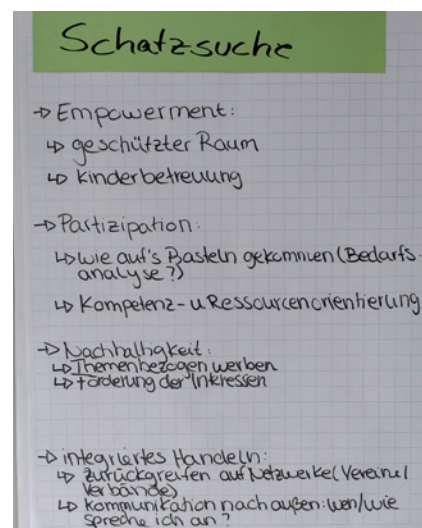 Schatzsuche
→ Empowerment:
↳ geschützter Raum
↳ Kinderbetreuung
→ Partizipation:
↳ Wie auf's Basteln gekommen (Bedarfs-
analyse?)
↳ Kompetenz- u. Ressourcenorientierung
→ Nachhaltigkeit:
↳ Themenbezogen werben
↳ Förderung der Interessen
→ integriertes Handeln:
↳ zurückgreifen auf Netzwerke (Vereine/
Verbände)
↳ Kommunikation nach außen: wen/wie
spreche ich an?